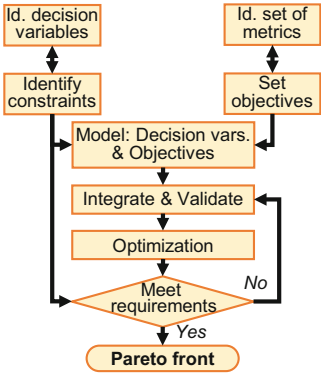 Id. decision
variables
Id. set of
metrics
Identify
constraints
Set
objectives
Model: Decision vars.
& Objectives
Integrate & Validate
Optimization
Meet
requirements
No
Yes
Pareto front